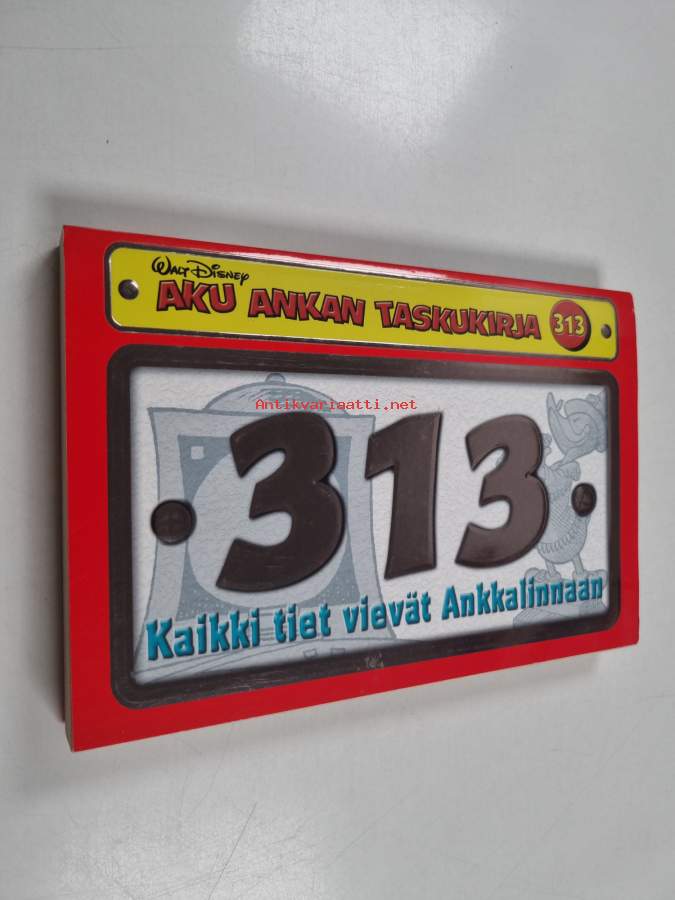 Walt Disney
AKU ANKAN TASKUKIRJA 313
Antikvariaatti.net
313
Kaikki tiet vievät Ankkalinnaan